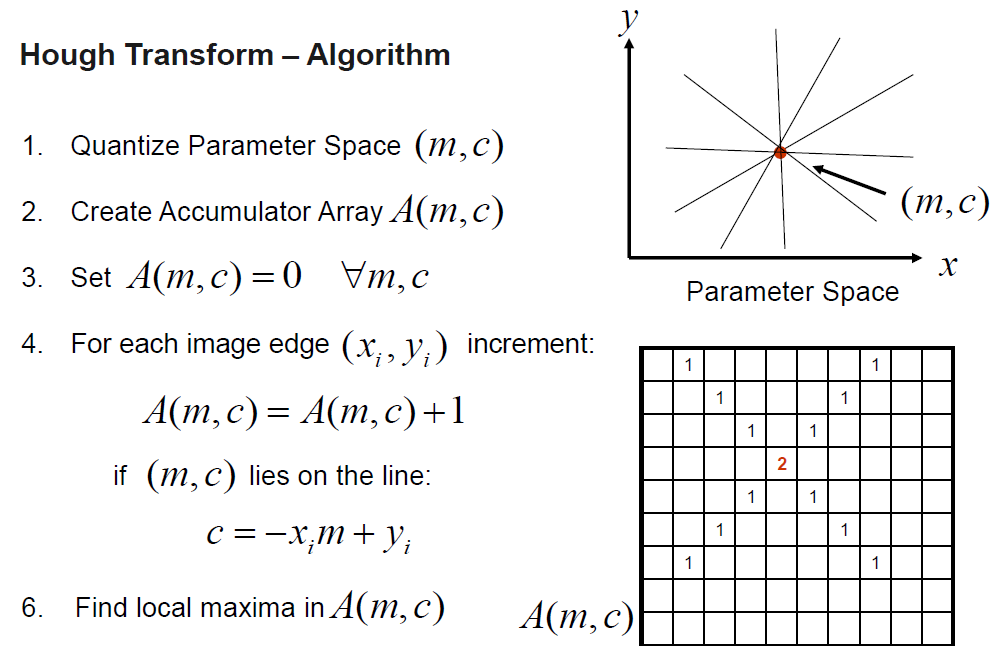 Hough Transform – Algorithm
1. Quantize Parameter Space (m,c)
2. Create Accumulator Array A(m,c)
3. Set A(m,c) = 0 ∀m,c
4. For each image edge (xᵢ, yᵢ) increment:
A(m,c) = A(m,c)+1
if (m,c) lies on the line:
c = −xᵢm + yᵢ
6. Find local maxima in A(m,c)
y
(m,c)
x
Parameter Space
1 1
1 1
1 1
2
1 1
1 1
1 1
A(m,c)